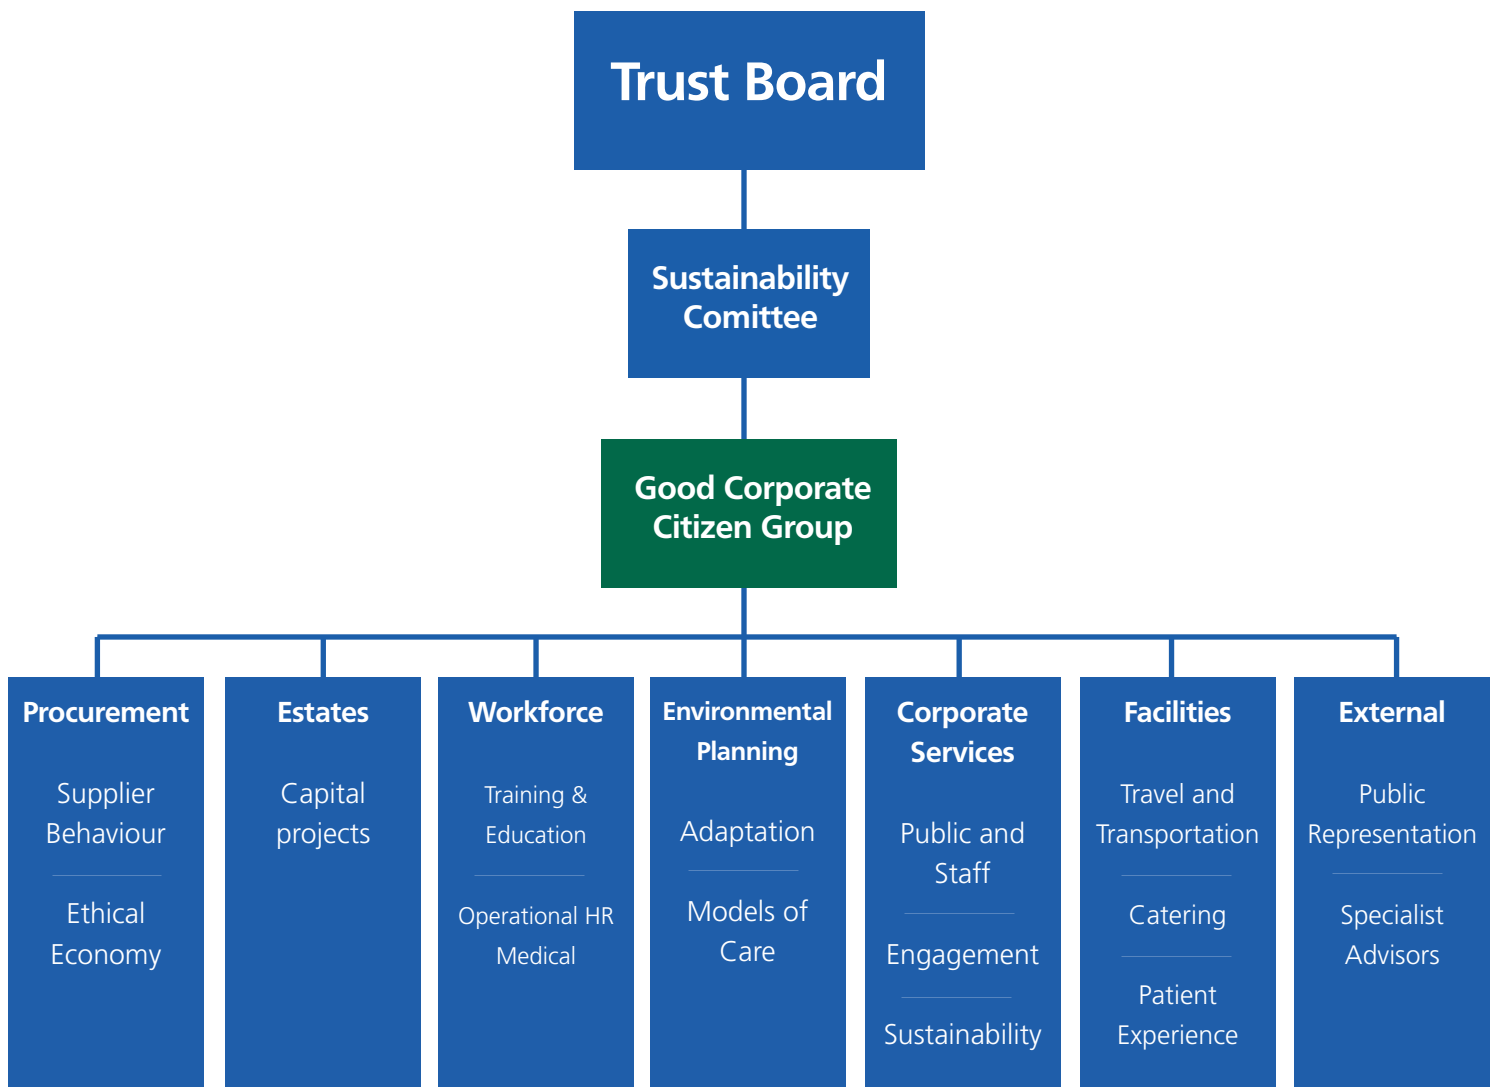 Trust Board
Sustainability
Comittee
Good Corporate
Citizen Group
Procurement
Supplier
Behaviour
Ethical
Economy
Estates
Capital
projects
Workforce
Training &
Education
Operational HR
Medical
Environmental
Planning
Adaptation
Models of
Care
Corporate
Services
Public and
Staff
Engagement
Sustainability
Facilities
Travel and
Transportation
Catering
Patient
Experience
External
Public
Representation
Specialist
Advisors